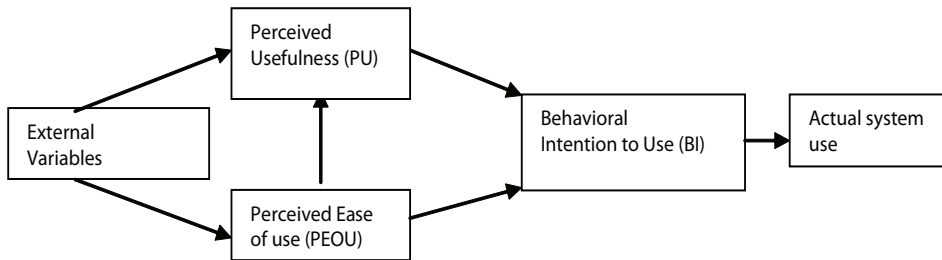 Perceived
Usefulness (PU)
External
Variables
Perceived Ease
of use (PEOU)
Behavioral
Intention to Use (BI)
Actual system
use